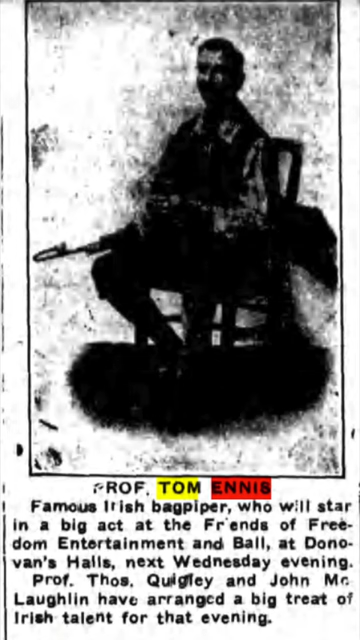 PROF. TOM ENNIS
Famous Irish bagpiper, who will star
in a big act at the Friends of Free-
dom Entertainment and Ball, at Dono-
van's Halls, next Wednesday evening.
Prof. Thos. Quigley and John Mc.
Laughlin have arranged a big treat of
Irish talent for that evening.